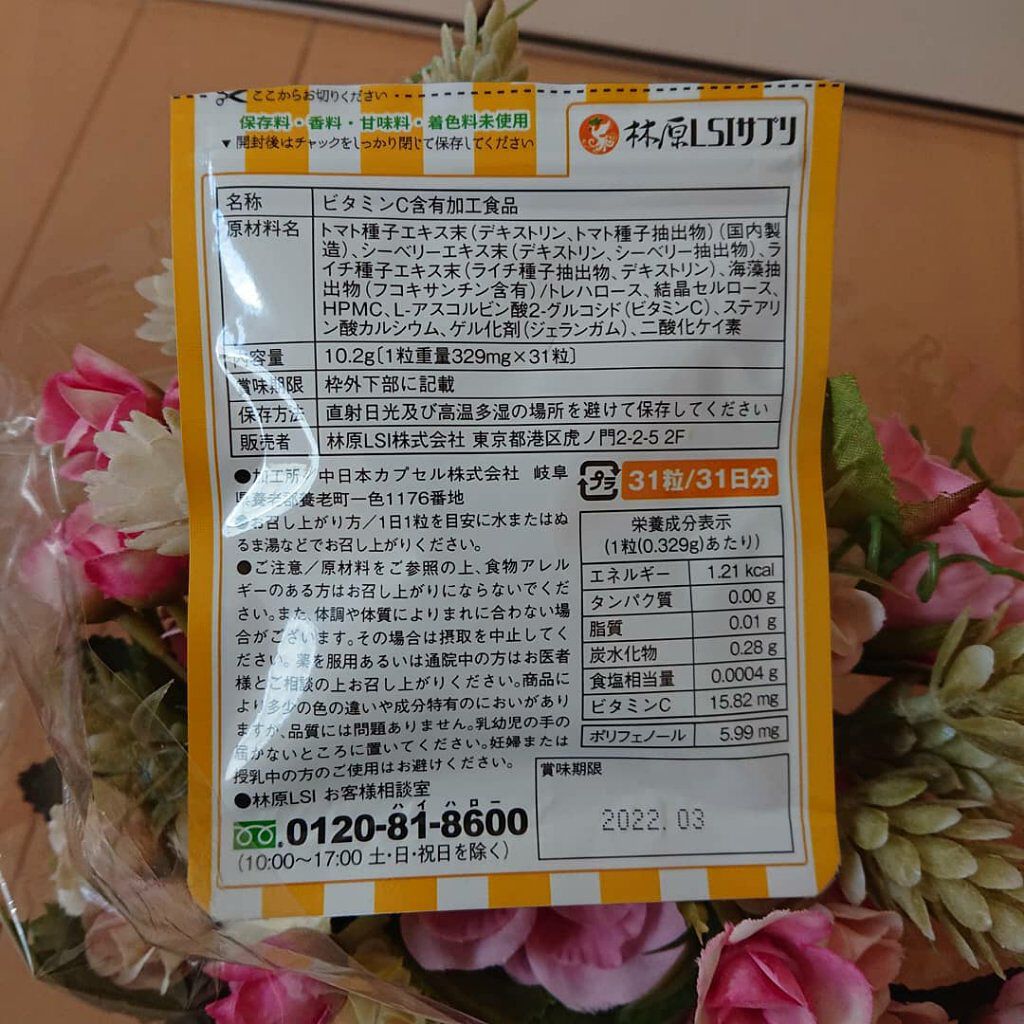 ここからお切りください
保存料・香料・甘味料・着色料未使用
▼開封後はチャックをしっかり閉じて保存してください
林原LSIサプリ
名称 ビタミンC含有加工食品
原材料名 トマト種子エキス末(デキストリン、トマト種子抽出物)(国内製
造)、シーベリーエキス末(デキストリン、シーベリー抽出物)、ラ
イチ種子エキス末(ライチ種子抽出物、デキストリン)、海藻抽
出物(フコキサンチン含有)/トレハロース、結晶セルロース、
HPMC、L-アスコルビン酸2-グルコシド(ビタミンC)、ステアリ
ン酸カルシウム、ゲル化剤(ジェランガム)、二酸化ケイ素
内容量 10.2g〔1粒重量329mg×31粒〕
賞味期限 枠外下部に記載
保存方法 直射日光及び高温多湿の場所を避けて保存してください
販売者 林原LSI株式会社 東京都港区虎ノ門2-2-5 2F
●加工所/中日本カプセル株式会社 岐阜
県養老郡養老町一色1176番地
●お召し上がり方/1日1粒を目安に水またはぬ
るま湯などでお召し上がりください。
●ご注意/原材料をご参照の上、食物アレル
ギーのある方はお召し上がりにならないでくだ
さい。また、体調や体質によりまれに合わない場
合がございます。その場合は摂取を中止してく
ださい。薬を服用あるいは通院中の方はお医者
様とご相談の上お召し上がりください。商品に
より多少の色の違いや成分特有のにおいがあり
ますが、品質には問題ありません。乳幼児の手の
届かないところに置いてください。妊婦または
授乳中の方のご使用はお避けください。
●林原LSI お客様相談室
ハイハロー
0120-81-8600
(10:00〜17:00 土・日・祝日を除く)
プラ
31粒/31日分
栄養成分表示
(1粒(0.329g)あたり)
エネルギー 1.21 kcal
タンパク質 0.00 g
脂質 0.01 g
炭水化物 0.28 g
食塩相当量 0.0004 g
ビタミンC 15.82 mg
ポリフェノール 5.99 mg
賞味期限
2022.03